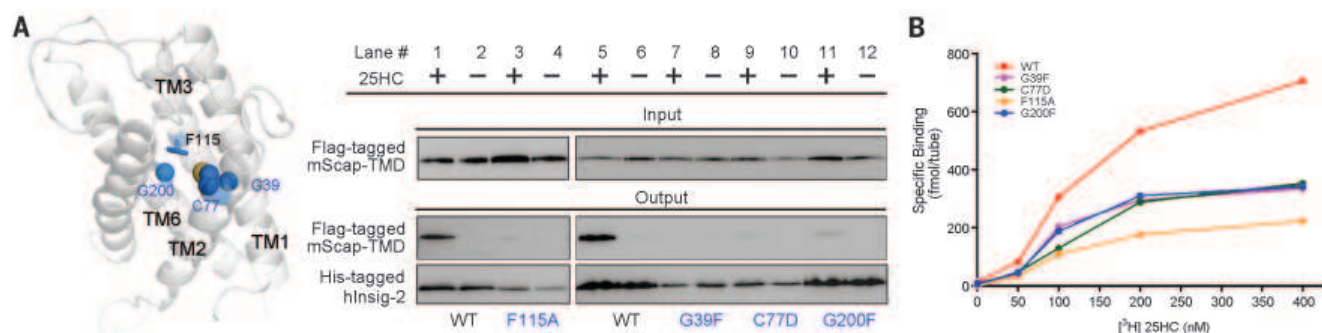 A
TM3
F115
G200
G39
C77
TM6
TM2
TM1
Lane # 1 2 3 4 5 6 7 8 9 10 11 12
25HC + − + − + − + − + − + −
Input
Flag-tagged
mScap-TMD
Output
Flag-tagged
mScap-TMD
His-tagged
hInsig-2
WT F115A WT G39F C77D G200F
B
800
600
400
200
0
Specific Binding
(fmol/tube)
WT
G39F
C77D
F115A
G200F
0 50 100 150 200 250 300 350 400
[³H] 25HC (nM)